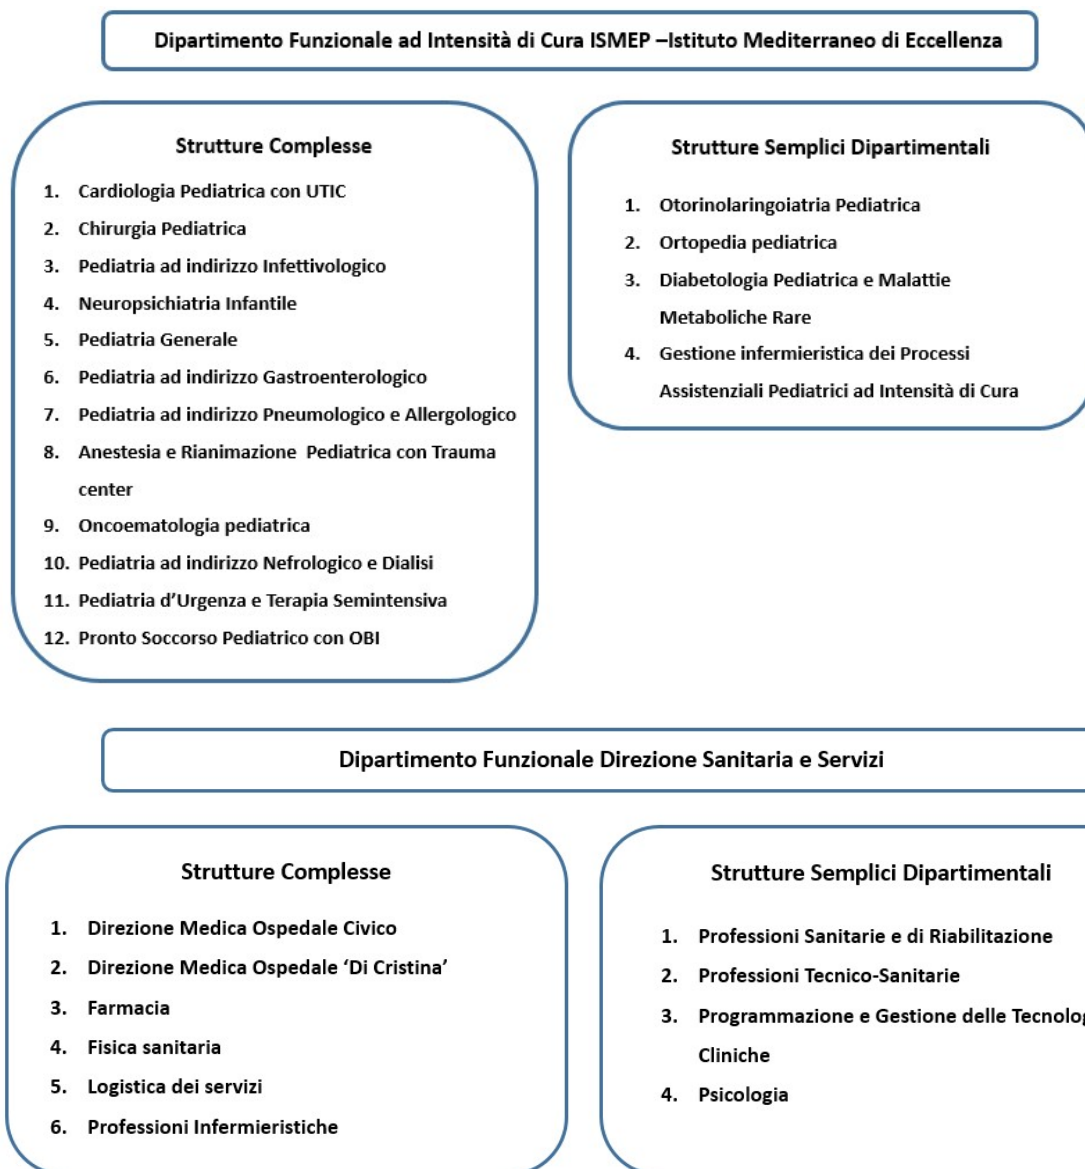 Dipartimento Funzionale ad Intensità di Cura ISMEP –Istituto Mediterraneo di Eccellenza
Strutture Complesse
1. Cardiologia Pediatrica con UTIC
2. Chirurgia Pediatrica
3. Pediatria ad indirizzo Infettivologico
4. Neuropsichiatria Infantile
5. Pediatria Generale
6. Pediatria ad indirizzo Gastroenterologico
7. Pediatria ad indirizzo Pneumologico e Allergologico
8. Anestesia e Rianimazione Pediatrica con Trauma
center
9. Oncoematologia pediatrica
10. Pediatria ad indirizzo Nefrologico e Dialisi
11. Pediatria d’Urgenza e Terapia Semintensiva
12. Pronto Soccorso Pediatrico con OBI
Strutture Semplici Dipartimentali
1. Otorinolaringoiatria Pediatrica
2. Ortopedia pediatrica
3. Diabetologia Pediatrica e Malattie
Metaboliche Rare
4. Gestione infermieristica dei Processi
Assistenziali Pediatrici ad Intensità di Cura
Dipartimento Funzionale Direzione Sanitaria e Servizi
Strutture Complesse
1. Direzione Medica Ospedale Civico
2. Direzione Medica Ospedale ‘Di Cristina’
3. Farmacia
4. Fisica sanitaria
5. Logistica dei servizi
6. Professioni Infermieristiche
Strutture Semplici Dipartimentali
1. Professioni Sanitarie e di Riabilitazione
2. Professioni Tecnico-Sanitarie
3. Programmazione e Gestione delle Tecnolog
Cliniche
4. Psicologia